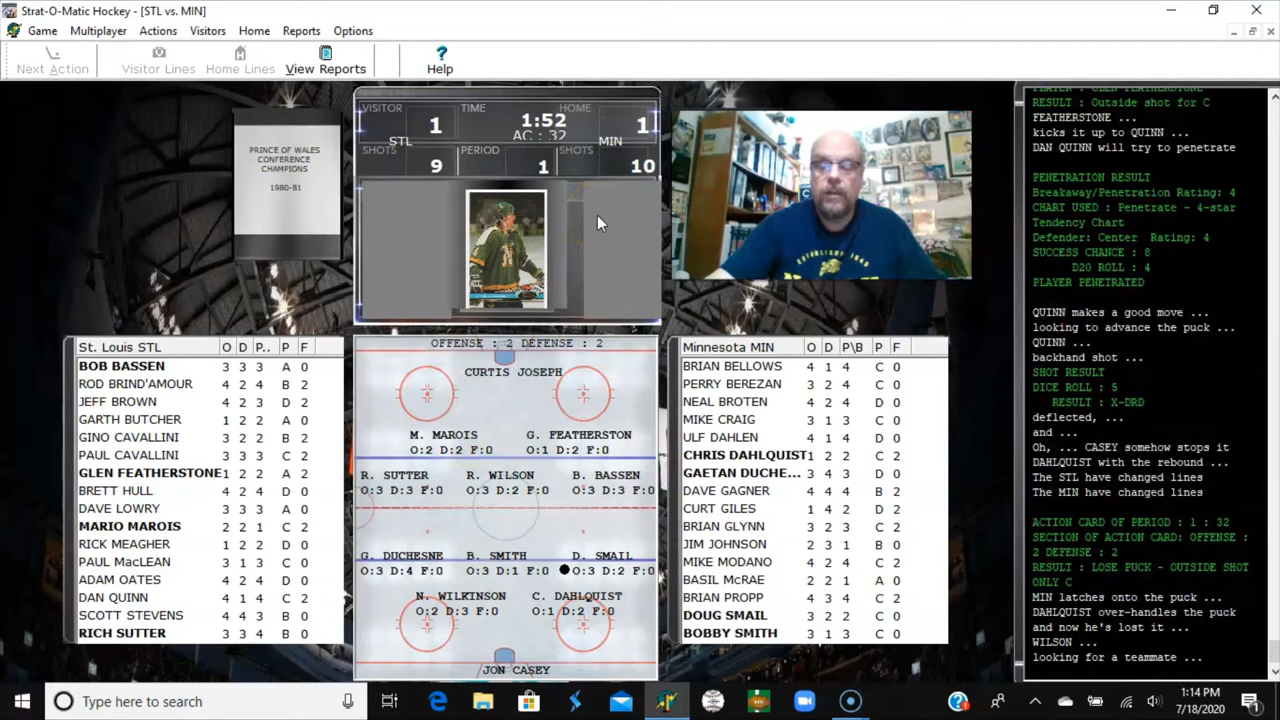 Strat-O-Matic Hockey - [STL vs. MIN]
Game Multiplayer Actions Visitors Home Reports Options
Next Action Visitor Lines Home Lines View Reports Help
PRINCE OF WALES
CONFERENCE
CHAMPIONS
1980-81
VISITOR TIME HOME
1 1:52 1
AC : 32
STL MIN
SHOTS PERIOD SHOTS
9 1 10
St. Louis STL O D P.. P F
BOB BASSEN 3 3 3 A 0
ROD BRIND'AMOUR 4 2 4 B 2
JEFF BROWN 4 2 3 D 2
GARTH BUTCHER 1 2 2 A 0
GINO CAVALLINI 3 2 2 B 2
PAUL CAVALLINI 3 3 3 C 2
GLEN FEATHERSTONE 1 2 2 A 2
BRETT HULL 4 2 4 D 0
DAVE LOWRY 3 3 3 A 0
MARIO MAROIS 2 2 1 C 2
RICK MEAGHER 1 2 2 D 0
PAUL MacLEAN 3 1 3 C 0
ADAM OATES 4 2 4 D 0
DAN QUINN 4 1 4 C 2
SCOTT STEVENS 4 2 3 B 0
RICH SUTTER 3 3 4 B 0
OFFENSE : 2 DEFENSE : 2
CURTIS JOSEPH
M. MAROIS G. FEATHERSTON
O:2 D:2 F:0 O:1 D:2 F:0
R. SUTTER R. WILSON B. BASSEN
O:3 D:3 F:0 O:3 D:2 F:0 O:3 D:3 F:0
G. DUCHESNE B. SMITH D. SMAIL
O:3 D:4 F:0 O:3 D:1 F:0 O:3 D:2 F:0
N. WILKINSON C. DAHLQUIST
O:2 D:3 F:0 O:1 D:2 F:0
JON CASEY
Minnesota MIN O D P\B P F
BRIAN BELLOWS 4 1 4 C 0
PERRY BEREZAN 3 2 3 C 0
NEAL BROTEN 4 2 4 D 0
MIKE CRAIG 3 1 3 C 0
ULF DAHLEN 4 1 4 D 0
CHRIS DAHLQUIST 1 2 2 C 2
GAETAN DUCHE... 3 4 3 D 0
DAVE GAGNER 4 4 4 B 2
CURT GILES 1 4 2 D 2
BRIAN GLYNN 3 2 3 C 2
JIM JOHNSON 2 3 1 B 0
MIKE MODANO 4 2 4 C 2
BASIL McRAE 2 2 1 A 0
BRIAN PROPP 4 3 4 C 0
DOUG SMAIL 3 2 2 C 0
BOBBY SMITH 3 1 3 C 0
RESULT : Outside shot for C
FEATHERSTONE ...
kicks it up to QUINN ...
DAN QUINN will try to penetrate
PENETRATION RESULT
Breakaway/Penetration Rating: 4
CHART USED : Penetrate - 4-star
Tendency Chart
Defender: Center Rating: 4
SUCCESS CHANCE : 8
D20 ROLL : 4
PLAYER PENETRATED
QUINN makes a good move ...
looking to advance the puck ...
QUINN ...
backhand shot ...
SHOT RESULT
DICE ROLL : 5
RESULT : X-DRD
deflected, ...
and ...
Oh, ... CASEY somehow stops it
DAHLQUIST with the rebound ...
The STL have changed lines
The MIN have changed lines
ACTION CARD OF PERIOD : 1 : 32
SECTION OF ACTION CARD: OFFENSE :
2 DEFENSE : 2
RESULT : LOSE PUCK - OUTSIDE SHOT
ONLY C
MIN latches onto the puck ...
DAHLQUIST over-handles the puck
and now he's lost it ...
WILSON ...
looking for a teammate ...
Type here to search
1:14 PM
7/18/2020